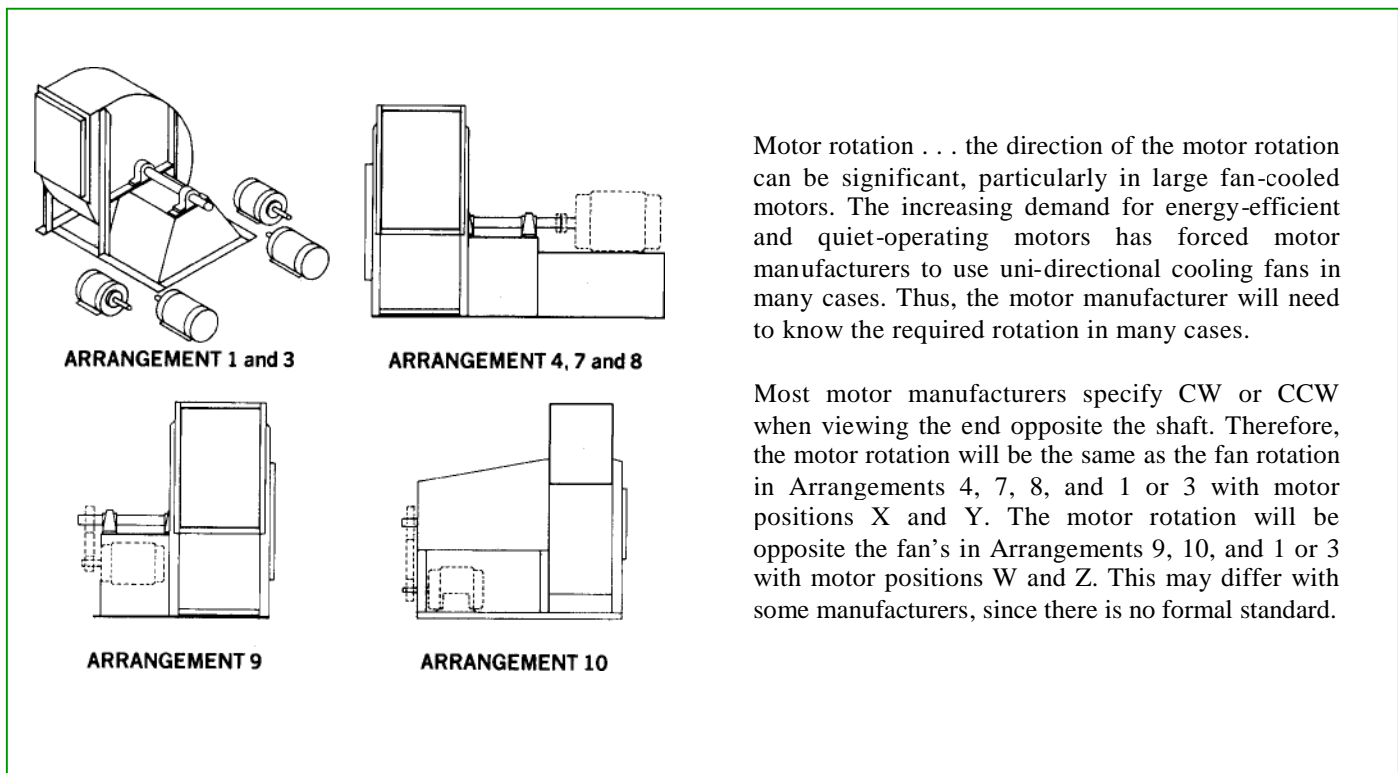 ARRANGEMENT 1 and 3
ARRANGEMENT 4, 7 and 8
ARRANGEMENT 9
ARRANGEMENT 10
Motor rotation . . . the direction of the motor rotation
can be significant, particularly in large fan-cooled
motors. The increasing demand for energy-efficient
and quiet-operating motors has forced motor
manufacturers to use uni-directional cooling fans in
many cases. Thus, the motor manufacturer will need
to know the required rotation in many cases.
Most motor manufacturers specify CW or CCW
when viewing the end opposite the shaft. Therefore,
the motor rotation will be the same as the fan rotation
in Arrangements 4, 7, 8, and 1 or 3 with motor
positions X and Y. The motor rotation will be
opposite the fan's in Arrangements 9, 10, and 1 or 3
with motor positions W and Z. This may differ with
some manufacturers, since there is no formal standard.